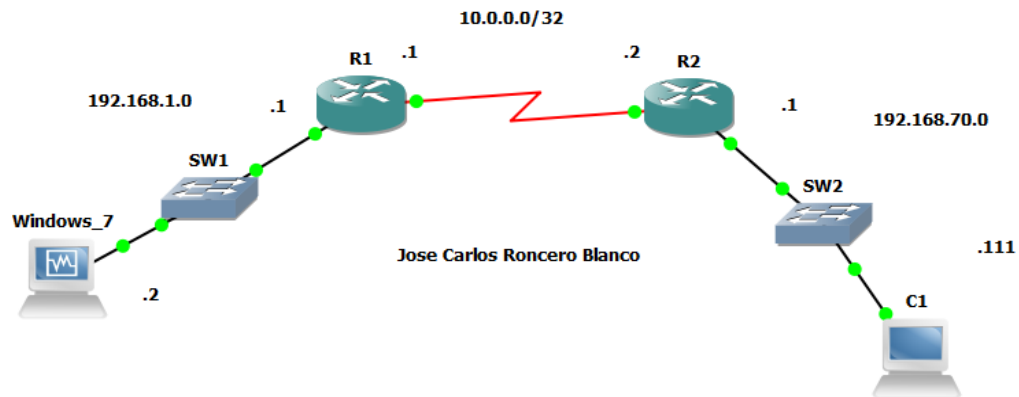 10.0.0.0/32
R1
.1
.2
R2
192.168.1.0
.1
.1
192.168.70.0
SW1
SW2
Windows_7
Jose Carlos Roncero Blanco
.111
.2
C1